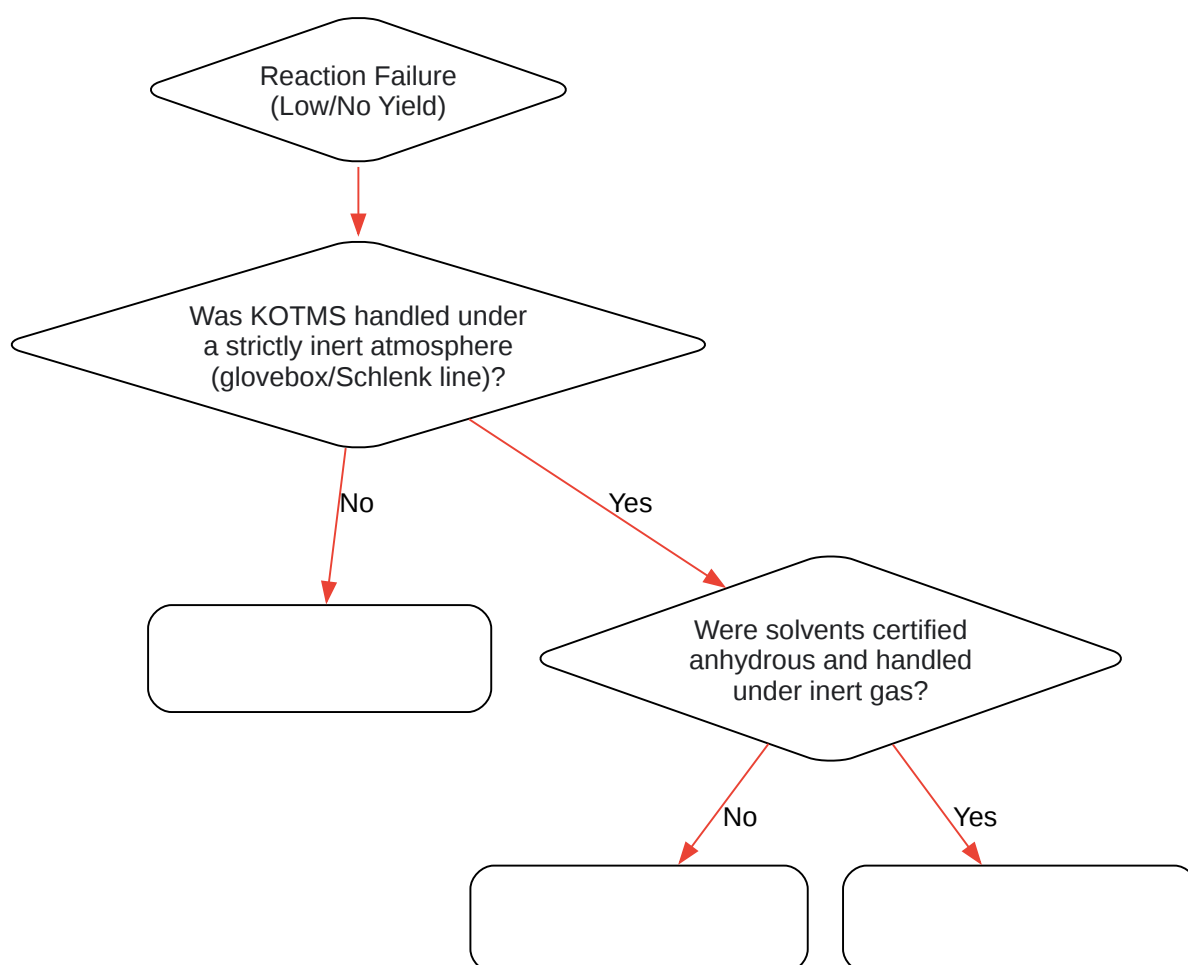 Reaction Failure
(Low/No Yield)
Was KOTMS handled under
a strictly inert atmosphere
(glovebox/Schlenk line)?
No
Yes
Were solvents certified
anhydrous and handled
under inert gas?
No
Yes